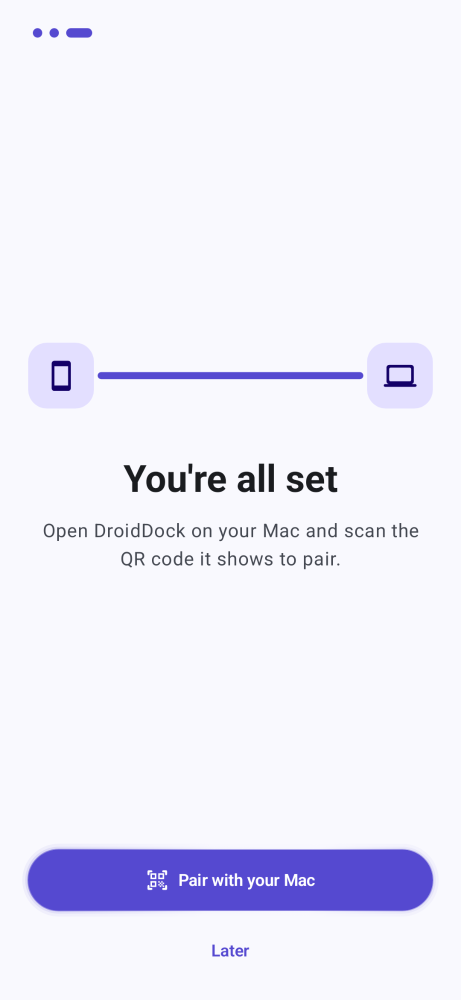 You're all set
Open DroidDock on your Mac and scan the
QR code it shows to pair.
Pair with your Mac
Later